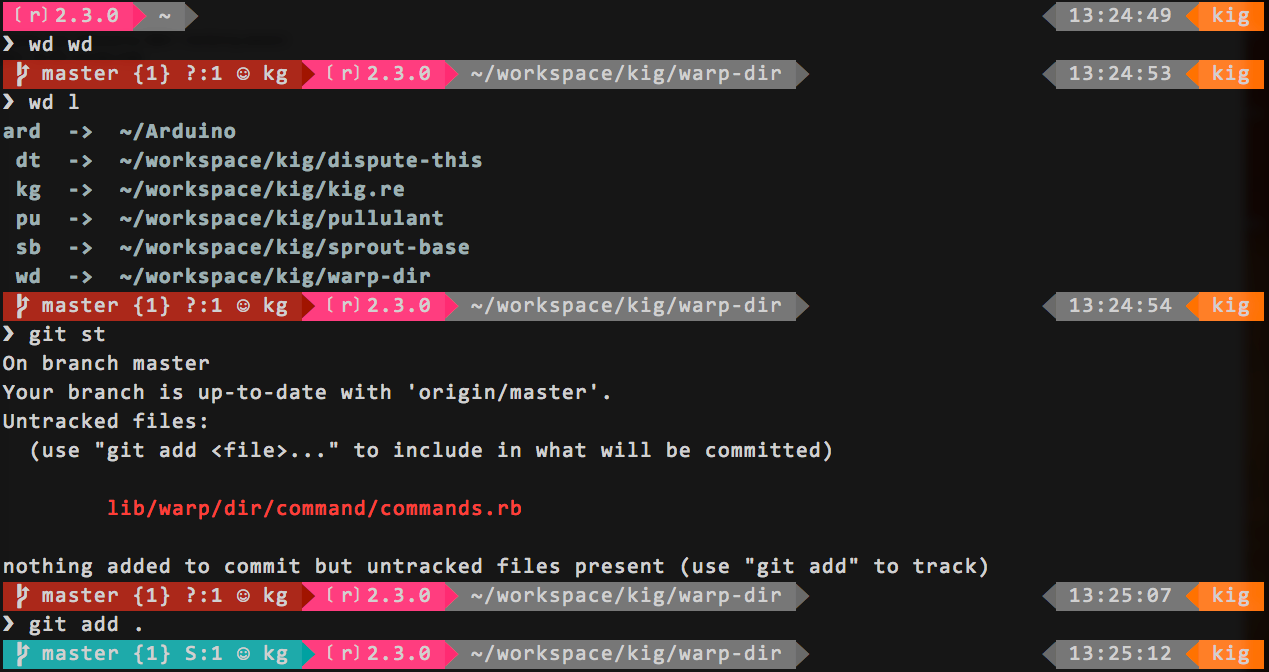 (r)2.3.0 ~ 13:24:49 kig
❯ wd wd
master {1} ?:1 ☺ kg (r)2.3.0 ~/workspace/kig/warp-dir 13:24:53 kig
❯ wd l
ard -> ~/Arduino
dt -> ~/workspace/kig/dispute-this
kg -> ~/workspace/kig/kig.re
pu -> ~/workspace/kig/pullulant
sb -> ~/workspace/kig/sprout-base
wd -> ~/workspace/kig/warp-dir
master {1} ?:1 ☺ kg (r)2.3.0 ~/workspace/kig/warp-dir 13:24:54 kig
❯ git st
On branch master
Your branch is up-to-date with 'origin/master'.
Untracked files:
(use "git add <file>..." to include in what will be committed)
lib/warp/dir/command/commands.rb
nothing added to commit but untracked files present (use "git add" to track)
master {1} ?:1 ☺ kg (r)2.3.0 ~/workspace/kig/warp-dir 13:25:07 kig
❯ git add .
master {1} S:1 ☺ kg (r)2.3.0 ~/workspace/kig/warp-dir 13:25:12 kig